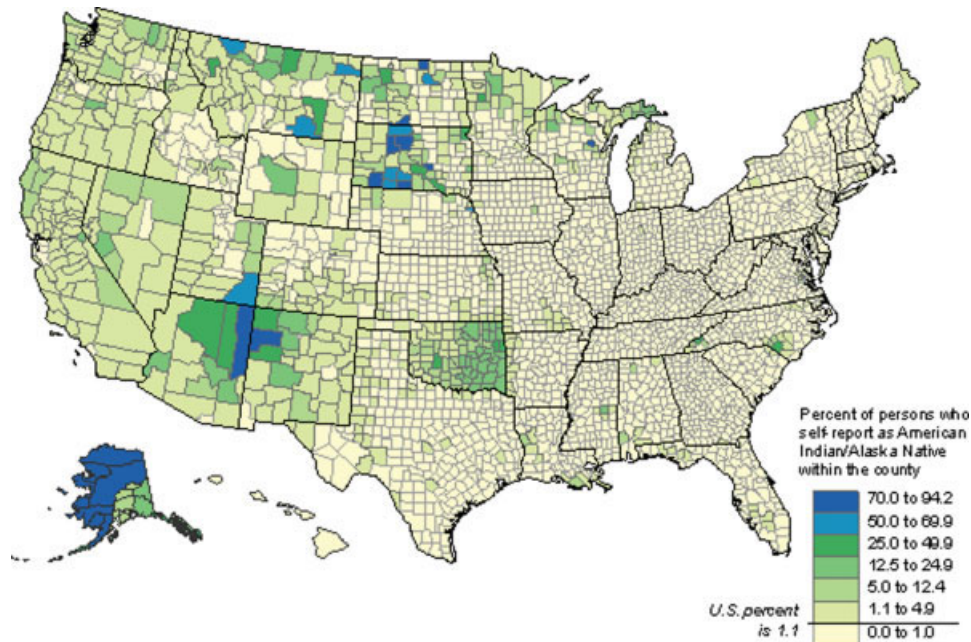 Percent of persons who
self-report as American
Indian/Alaska Native
within the county
70.0 to 94.2
50.0 to 69.9
25.0 to 49.9
12.5 to 24.9
5.0 to 12.4
1.1 to 4.9
U.S. percent
is 1.1
0.0 to 1.0